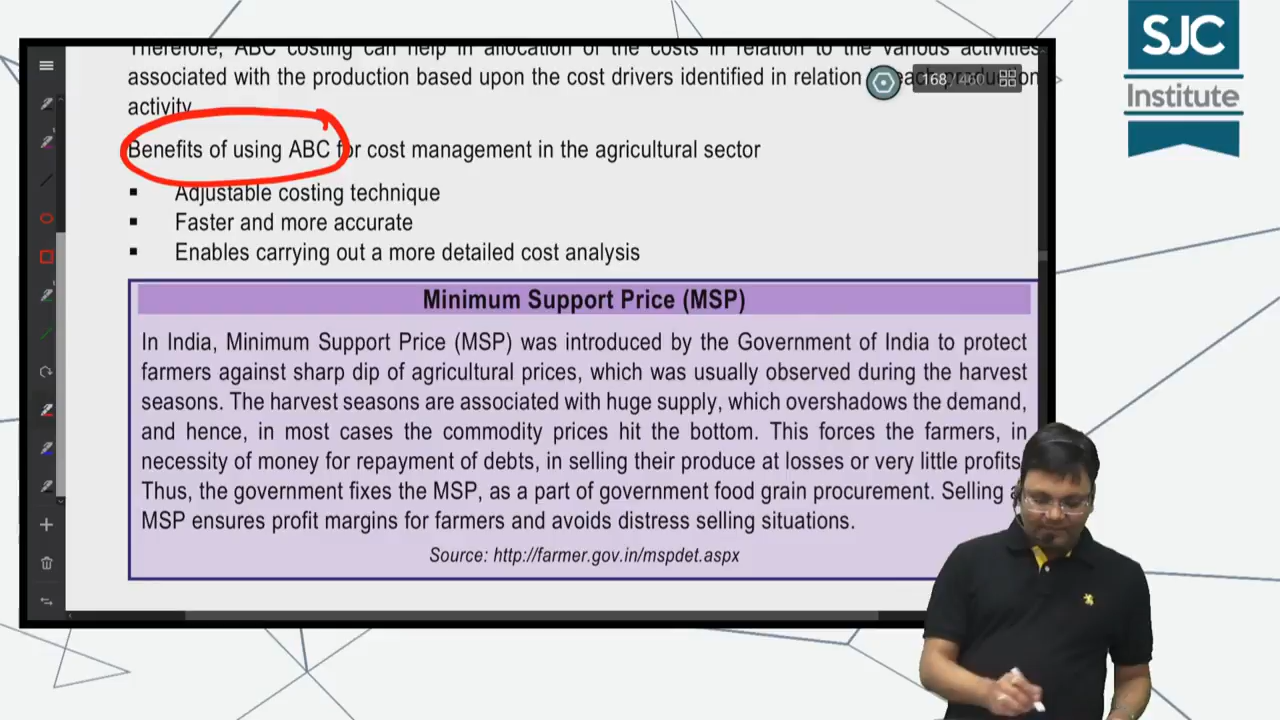 Therefore, ABC costing can help in allocation of the costs in relation to the various activities
associated with the production based upon the cost drivers identified in relation production
activity.
168 / 460
Benefits of using ABC for cost management in the agricultural sector
▪ Adjustable costing technique
▪ Faster and more accurate
▪ Enables carrying out a more detailed cost analysis
Minimum Support Price (MSP)
In India, Minimum Support Price (MSP) was introduced by the Government of India to protect
farmers against sharp dip of agricultural prices, which was usually observed during the harvest
seasons. The harvest seasons are associated with huge supply, which overshadows the demand,
and hence, in most cases the commodity prices hit the bottom. This forces the farmers, in
necessity of money for repayment of debts, in selling their produce at losses or very little profits.
Thus, the government fixes the MSP, as a part of government food grain procurement. Selling
MSP ensures profit margins for farmers and avoids distress selling situations.
Source: http://farmer.gov.in/mspdet.aspx
SJC
Institute